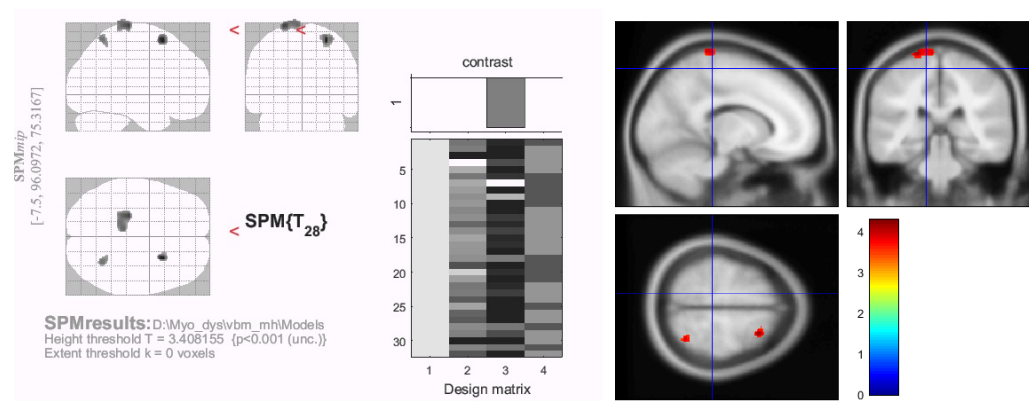 <
<
SPMmip
[-7.5, 96.0972, 75.3167]
<
SPM{T28}
SPMresults: D:\Myo_dys\vbm_mh\Models
Height threshold T = 3.408155 {p<0.001 (unc.)}
Extent threshold k = 0 voxels
contrast
1
5
10
15
20
25
30
1 2 3 4
Design matrix
4
3
2
1
0